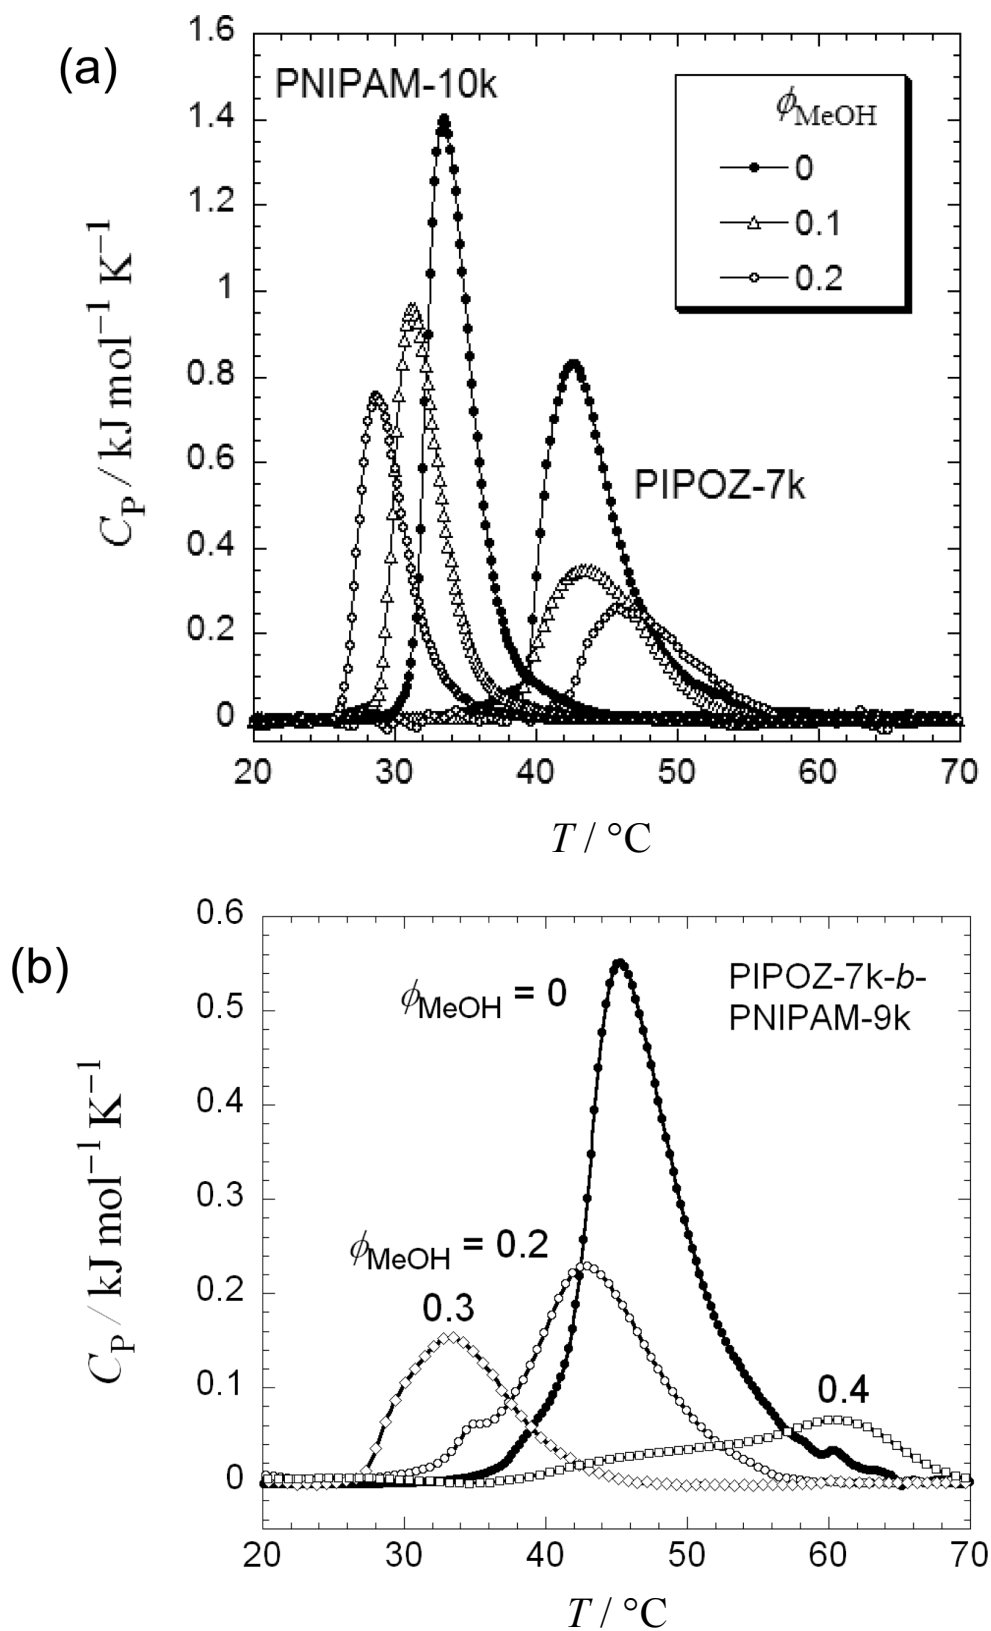 (a)
PNIPAM-10k
ϕMeOH
0
0.1
0.2
PIPOZ-7k
1.6
1.4
1.2
1
0.8
0.6
0.4
0.2
0
CP / kJ mol−1 K−1
20 30 40 50 60 70
T / °C
(b)
ϕMeOH = 0
PIPOZ-7k-b-
PNIPAM-9k
ϕMeOH = 0.2
0.3
0.4
0.6
0.5
0.4
0.3
0.2
0.1
0
CP / kJ mol−1 K−1
20 30 40 50 60 70
T / °C